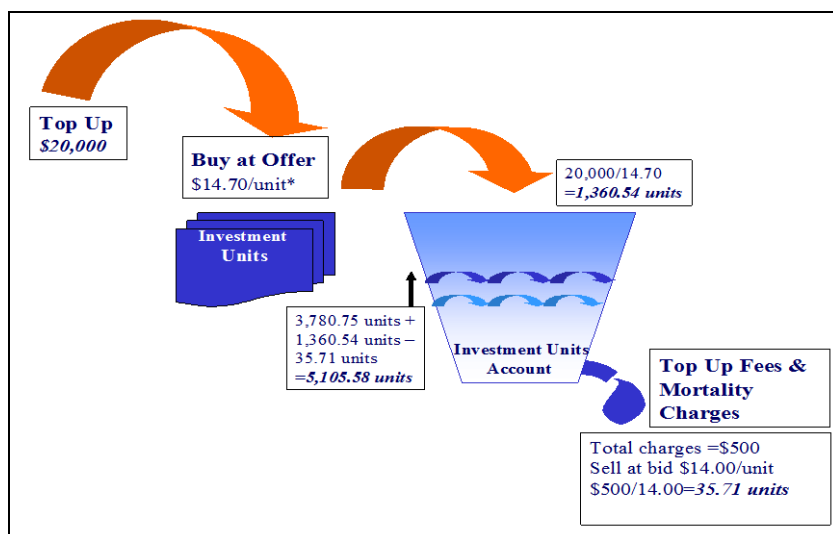 Top Up
$20,000
Buy at Offer
$14.70/unit*
20,000/14.70
=1,360.54 units
Investment
Units
3,780.75 units +
1,360.54 units –
35.71 units
=5,105.58 units
Investment Units
Account
Top Up Fees &
Mortality
Charges
Total charges =$500
Sell at bid $14.00/unit
$500/14.00=35.71 units